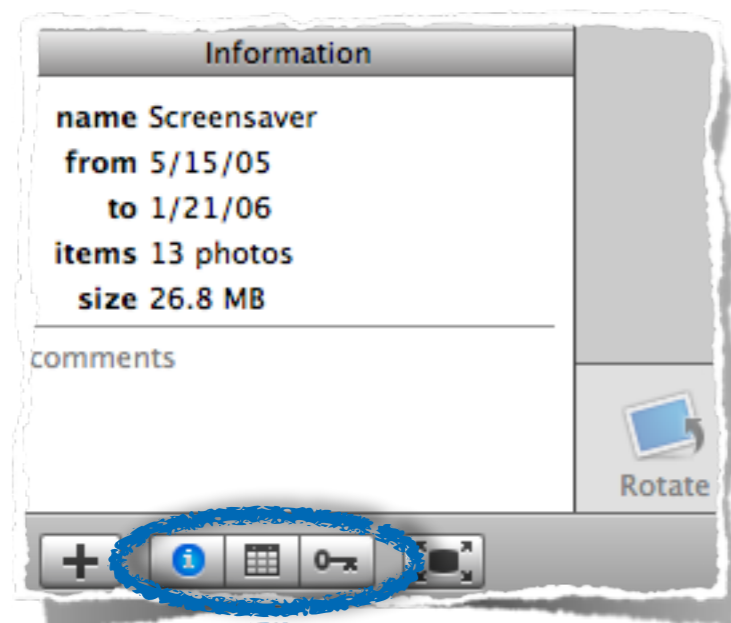 Information
name Screensaver
from 5/15/05
to 1/21/06
items 13 photos
size 26.8 MB
comments
Rotate